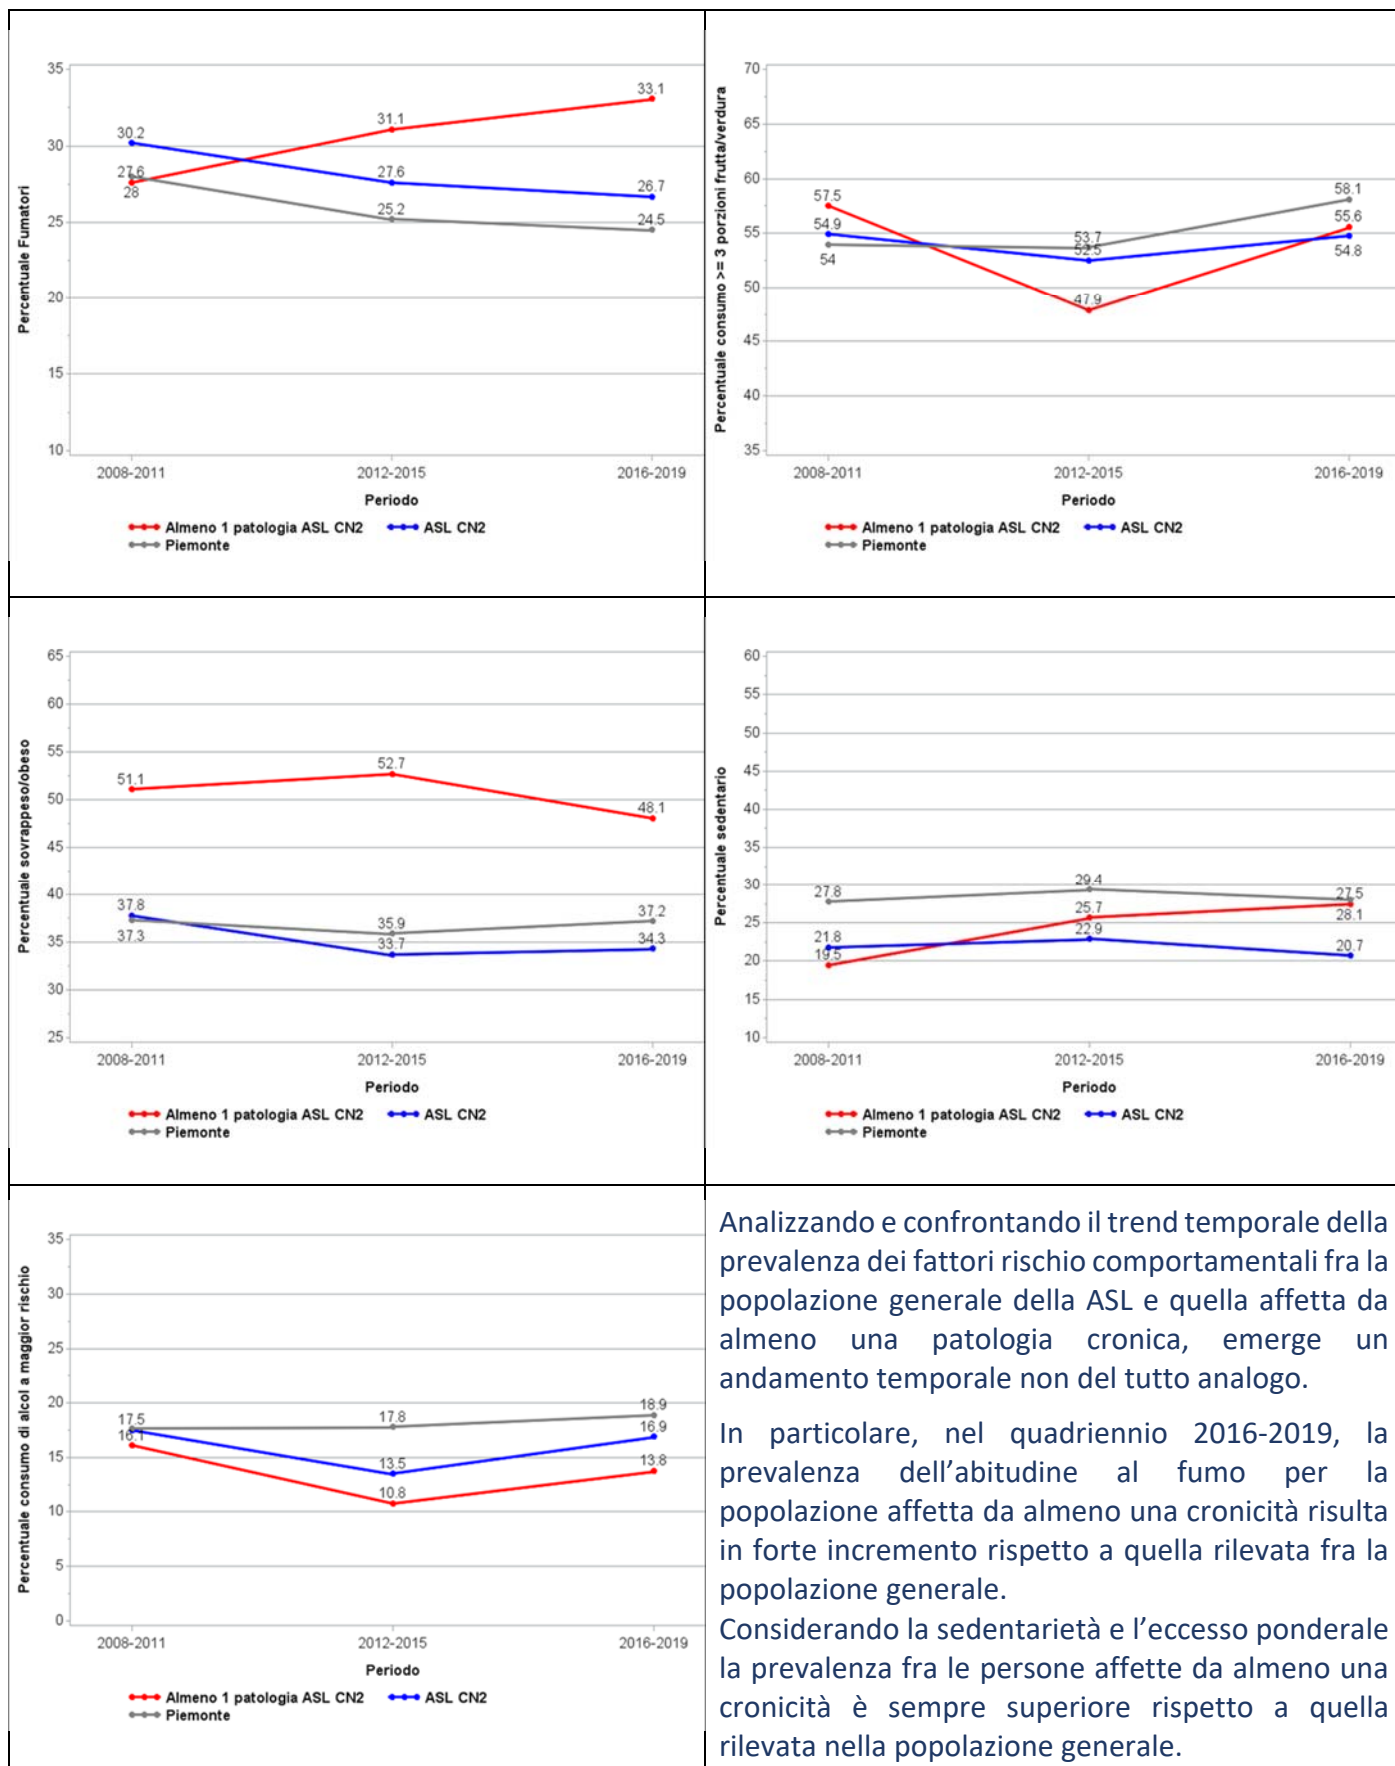 35
30
25
20
15
10
Percentuale Fumatori
30.2
27.6
28
31.1
27.6
25.2
33.1
26.7
24.5
2008-2011
2012-2015
2016-2019
Periodo
Almeno 1 patologia ASL CN2
ASL CN2
Piemonte
70
65
60
55
50
45
40
35
Percentuale consumo >= 3 porzioni frutta/verdura
57.5
54.9
54
53.7
52.5
47.9
58.1
55.6
54.8
2008-2011
2012-2015
2016-2019
Periodo
Almeno 1 patologia ASL CN2
ASL CN2
Piemonte
65
60
55
50
45
40
35
30
25
Percentuale sovrappeso/obeso
51.1
37.8
37.3
52.7
35.9
33.7
48.1
37.2
34.3
2008-2011
2012-2015
2016-2019
Periodo
Almeno 1 patologia ASL CN2
ASL CN2
Piemonte
60
55
50
45
40
35
30
25
20
15
10
Percentuale sedentario
27.8
21.8
19.5
29.4
25.7
22.9
27.5
28.1
20.7
2008-2011
2012-2015
2016-2019
Periodo
Almeno 1 patologia ASL CN2
ASL CN2
Piemonte
35
30
25
20
15
10
5
0
Percentuale consumo di alcol a maggior rischio
17.5
16.1
17.8
13.5
10.8
18.9
16.9
13.8
2008-2011
2012-2015
2016-2019
Periodo
Almeno 1 patologia ASL CN2
ASL CN2
Piemonte
Analizzando e confrontando il trend temporale della
prevalenza dei fattori rischio comportamentali fra la
popolazione generale della ASL e quella affetta da
almeno una patologia cronica, emerge un
andamento temporale non del tutto analogo.
In particolare, nel quadriennio 2016-2019, la
prevalenza dell'abitudine al fumo per la
popolazione affetta da almeno una cronicità risulta
in forte incremento rispetto a quella rilevata fra la
popolazione generale.
Considerando la sedentarietà e l'eccesso ponderale
la prevalenza fra le persone affette da almeno una
cronicità è sempre superiore rispetto a quella
rilevata nella popolazione generale.